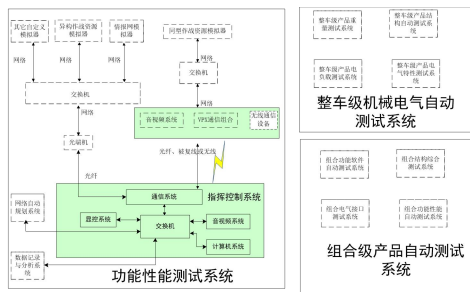 其它自定义
模拟器
异构作战资源
模拟器
情报网模
拟器
同型作战资源模拟器
网络
网络
网络
网络
交换机
交换机
网络
网络
光端机
音视频系统
VPX通信组合
无线通信
设备
光纤
光纤、被复线或无线
指挥控制系统
通信系统
网络自动
规划系统
显控系统
交换机
音视频系统
计算机系统
数据记录
与分析系
统
功能性能测试系统
整车级产品重
量测试系统
整车级产品结
构自动测试系统
整车级产品电
负载测试系统
整车级产品电
气特性测试系统
整车级机械电气自动
测试系统
组合功能软件
自动测试系统
组合结构综合
测试系统
组合电气接口
测试系统
组合功能性能
自动测试系统
组合级产品自动测试
系统